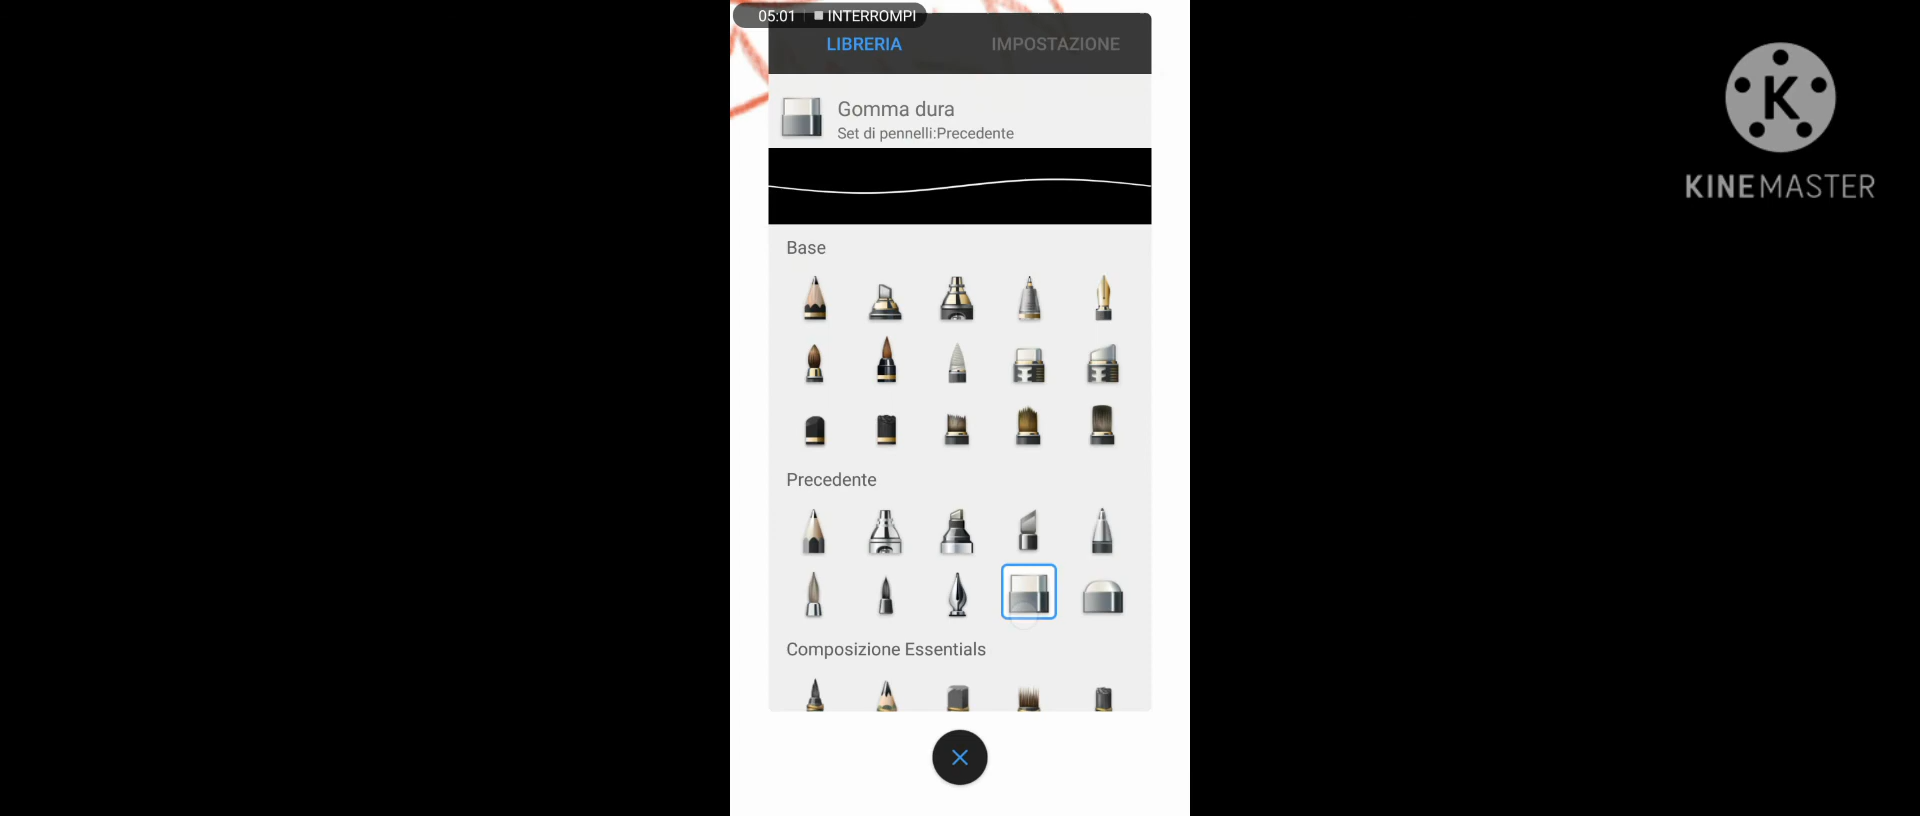 05:01 INTERROMPI
LIBRERIA IMPOSTAZIONE
Gomma dura
Set di pennelli:Precedente
Base
Precedente
Composizione Essentials
K
KINEMASTER